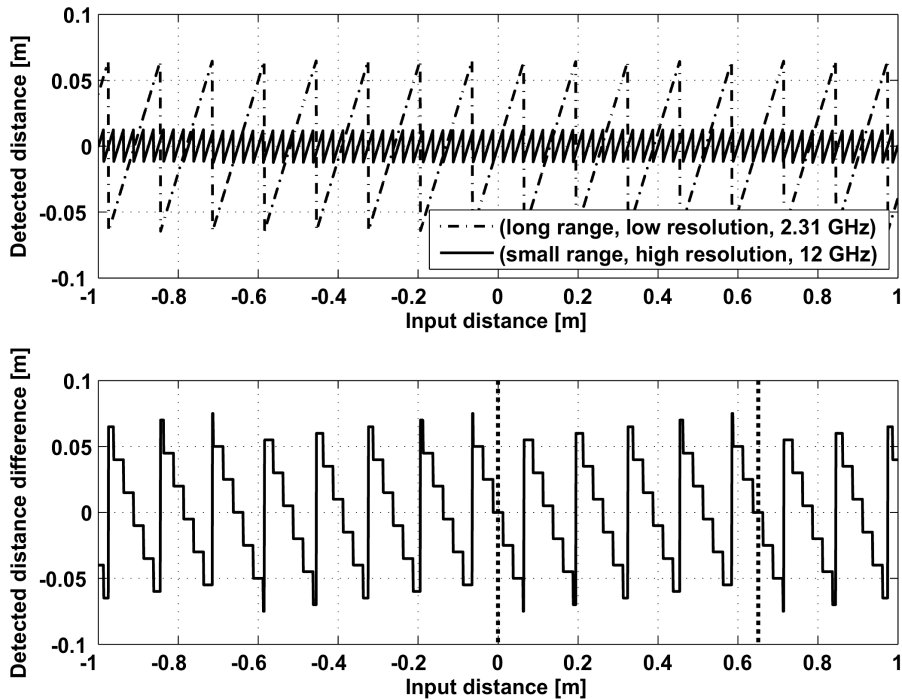 Detected distance [m]
0.1
0.05
0
-0.05
-0.1
(long range, low resolution, 2.31 GHz)
(small range, high resolution, 12 GHz)
-1 -0.8 -0.6 -0.4 -0.2 0 0.2 0.4 0.6 0.8 1
Input distance [m]
Detected distance difference [m]
0.1
0.05
0
-0.05
-0.1
-1 -0.8 -0.6 -0.4 -0.2 0 0.2 0.4 0.6 0.8 1
Input distance [m]